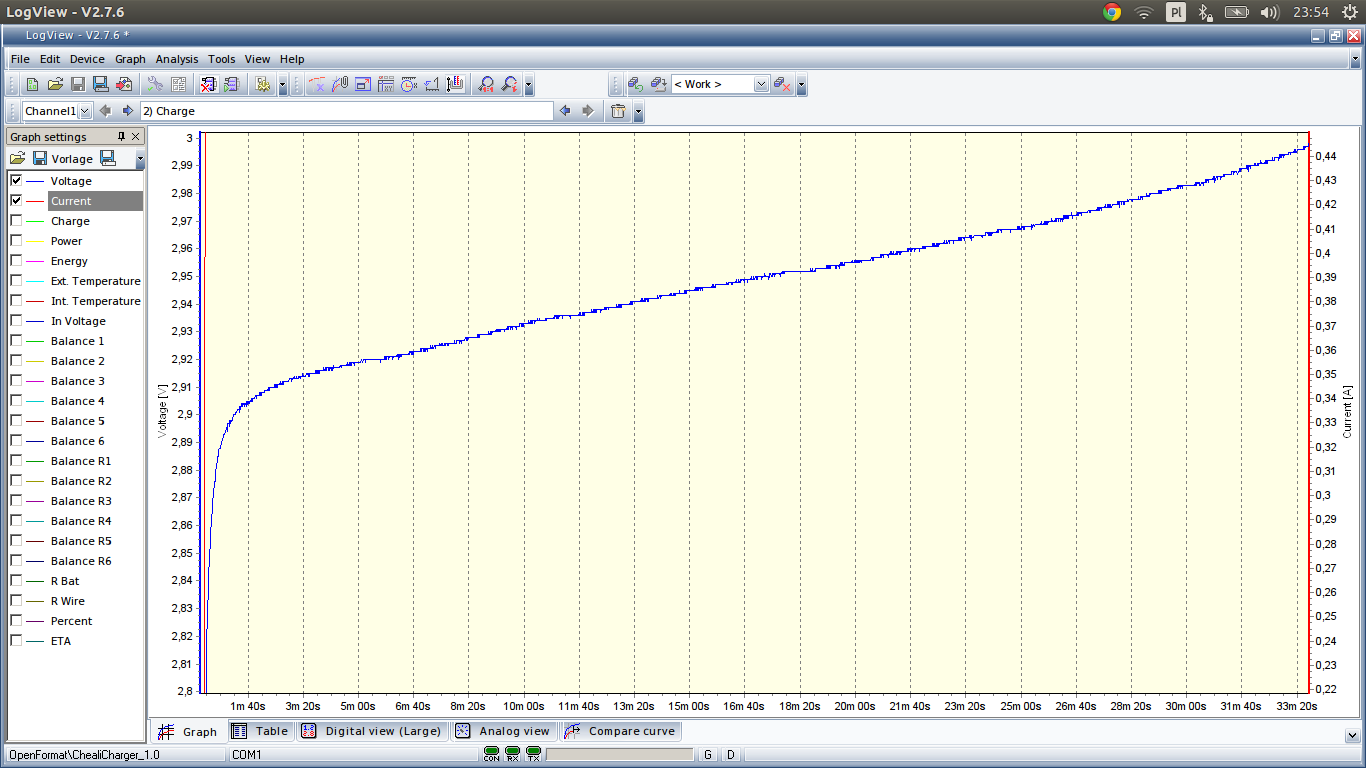 LogView - V2.7.6
Pl
23:54
LogView - V2.7.6 *
File Edit Device Graph Analysis Tools View Help
< Work >
Channel1
2) Charge
Graph settings
Vorlage
Voltage
Current
Charge
Power
Energy
Ext. Temperature
Int. Temperature
In Voltage
Balance 1
Balance 2
Balance 3
Balance 4
Balance 5
Balance 6
Balance R1
Balance R2
Balance R3
Balance R4
Balance R5
Balance R6
R Bat
R Wire
Percent
ETA
Voltage [V]
3
2,99
2,98
2,97
2,96
2,95
2,94
2,93
2,92
2,91
2,9
2,89
2,88
2,87
2,86
2,85
2,84
2,83
2,82
2,81
2,8
1m 40s 3m 20s 5m 00s 6m 40s 8m 20s 10m 00s 11m 40s 13m 20s 15m 00s 16m 40s 18m 20s 20m 00s 21m 40s 23m 20s 25m 00s 26m 40s 28m 20s 30m 00s 31m 40s 33m 20s
0,44
0,43
0,42
0,41
0,4
0,39
0,38
0,37
0,36
0,35
0,34
0,33
0,32
0,31
0,3
0,29
0,28
0,27
0,26
0,25
0,24
0,23
0,22
Current [A]
Graph Table Digital view (Large) Analog view Compare curve
OpenFormat\ChealiCharger_1.0 COM1 CON RX TX G D